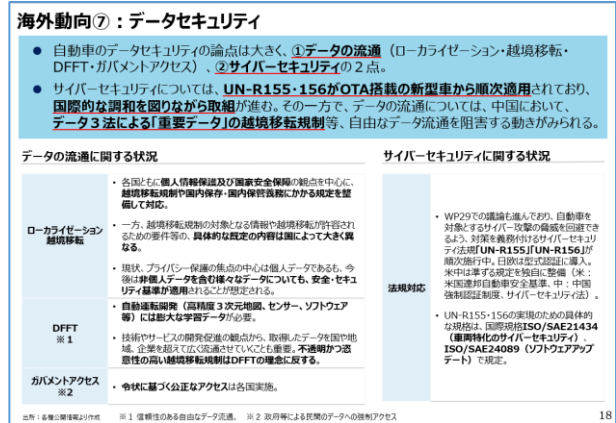 海外動向⑦：データセキュリティ
● 自動車のデータセキュリティの論点は大きく、①データの流通（ローカライゼーション・越境移転・
DFFT・ガバメントアクセス）、②サイバーセキュリティの２点。
● サイバーセキュリティについては、UN-R155・156がOTA搭載の新型車から順次適用されており、
国際的な調和を図りながら取組が進む。その一方で、データの流通については、中国において、
データ３法による「重要データ」の越境移転規制等、自由なデータ流通を阻害する動きがみられる。
データの流通に関する状況
ローカライゼーション
越境移転
• 各国ともに個人情報保護及び国家安全保障の観点を中心に、
越境移転規制や国内保存・国内保管義務にかかる規定を整
備して対応。
• 一方、越境移転規制の対象となる情報や越境移転が許容され
るための要件等の、具体的な既定の内容は国によって大きく異
なる。
• 現状、プライバシー保護の焦点の中心は個人データであるも、今
後は非個人データを含む様々なデータについても、安全・セキュ
リティ基準が適用されることが想定される。
DFFT
※１
• 自動運転開発（高精度３次元地図、センサー、ソフトウェア
等）には膨大な学習データが必要。
• 技術やサービスの開発促進の観点から、取得したデータを国や地
域、企業を超えて広く流通させていくことも重要。不透明かつ恣
意性の高い越境移転規制はDFFTの理念に反する。
ガバメントアクセス
※2
• 令状に基づく公正なアクセスは各国実施。
サイバーセキュリティに関する状況
法規対応
• WP29での議論も進んでおり、自動車を
対象とするサイバー攻撃の脅威を回避でき
るよう、対策を義務付けるサイバーセキュリ
ティ法規「UN-R155」「UN-R156」が
順次施行中。日欧は型式認証に導入。
米中は準ずる規定を独自に整備（米：
米国連邦自動車安全基準、中：中国
強制認証制度、サイバーセキュリティ法）。
• UN-R155・156の実現のための具体的
な規格は、国際規格ISO/SAE21434
（車両特化のサイバーセキュリティ）、
ISO/SAE24089（ソフトウェアアップ
デート）で規定。
出所：各種公開情報より作成 ※１ 信頼性のある自由なデータ流通、 ※２ 政府等による民間のデータへの強制アクセス
18